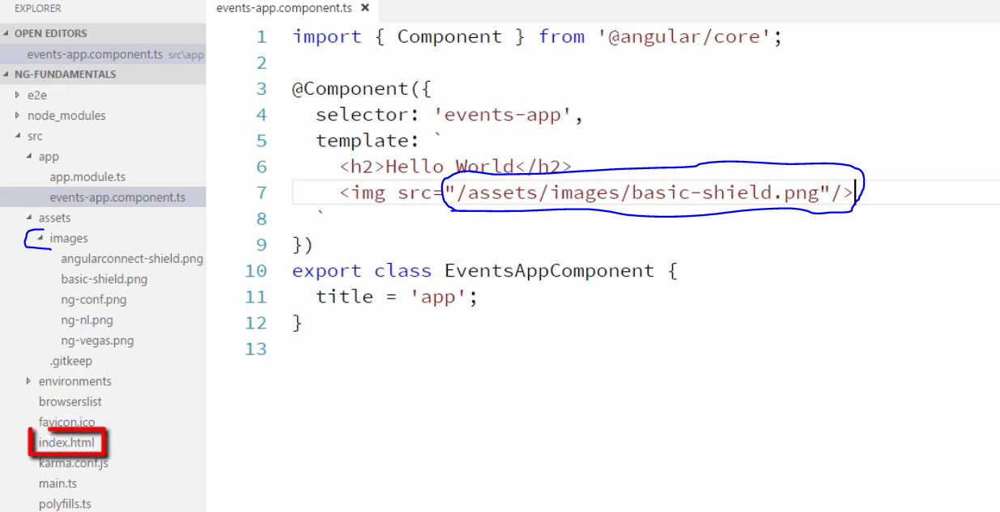 EXPLORER
OPEN EDITORS
events-app.component.ts src\app
NG-FUNDAMENTALS
e2e
node_modules
src
app
app.module.ts
events-app.component.ts
assets
images
angularconnect-shield.png
basic-shield.png
ng-conf.png
ng-nl.png
ng-vegas.png
.gitkeep
environments
browserslist
favicon.ico
index.html
karma.conf.js
main.ts
polyfills.ts
events-app.component.ts ×
1 import { Component } from '@angular/core';
2
3 @Component({
4 selector: 'events-app',
5 template: `
6 <h2>Hello World</h2>
7 <img src="/assets/images/basic-shield.png"/>
8 `
9 })
10 export class EventsAppComponent {
11 title = 'app';
12 }
13